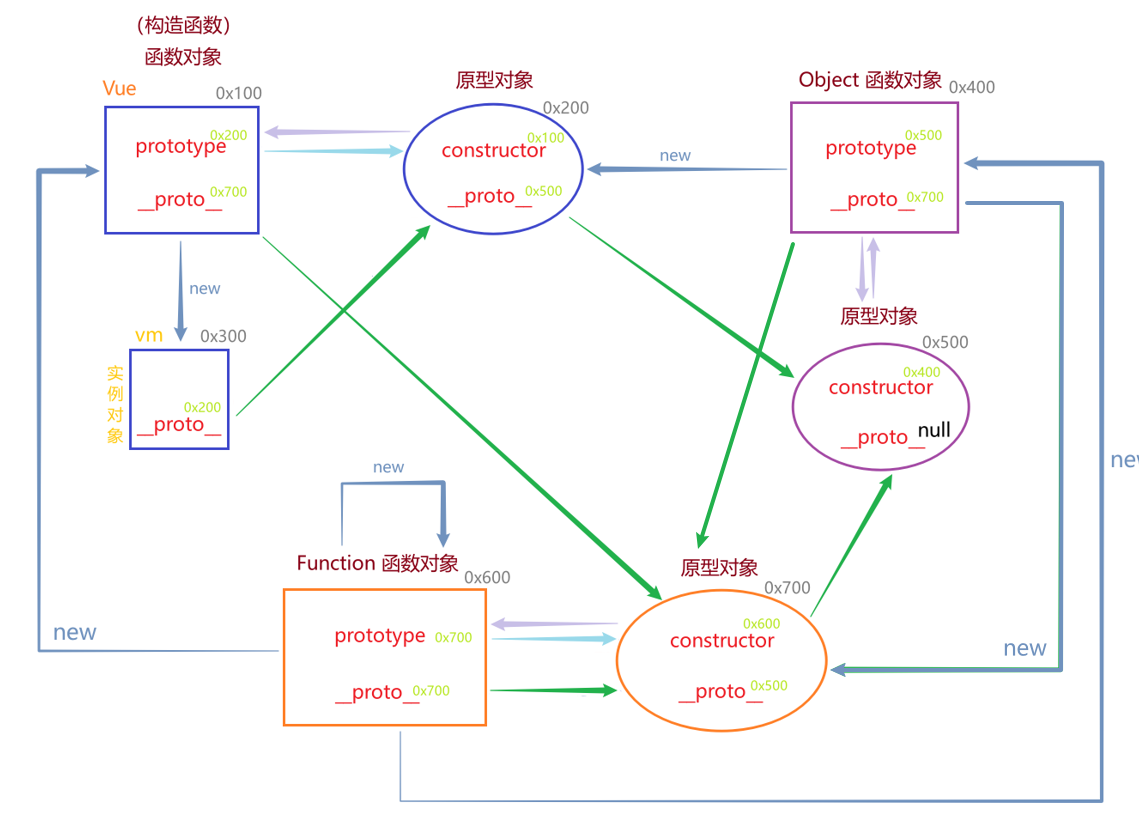 (构造函数)
函数对象
Vue
0x100
prototype
0x200
__proto__
0x700
原型对象
0x200
constructor
0x100
__proto__
0x500
new
Object 函数对象
0x400
prototype
0x500
__proto__
0x700
new
vm
0x300
实例对象
__proto__
0x200
原型对象
0x500
constructor
0x400
__proto__
null
new
Function 函数对象
0x600
prototype
0x700
__proto__
0x700
原型对象
0x700
constructor
0x600
__proto__
0x500
new
new